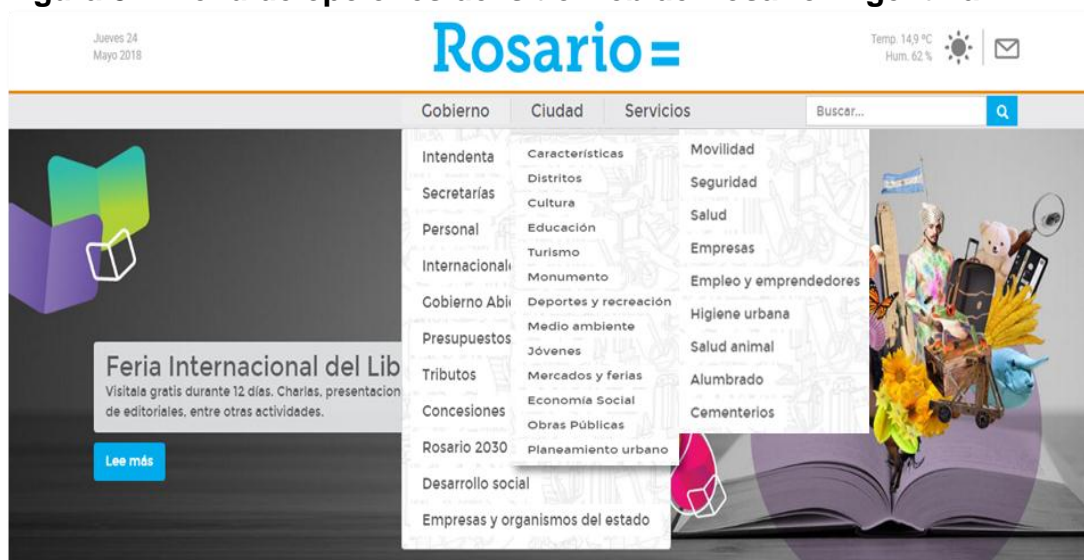 Jueves 24
Mayo 2018
Rosario=
Temp. 14,9 ºC
Hum. 62 %
Gobierno
Ciudad
Servicios
Buscar...
Intendenta
Secretarías
Personal
Internacional
Gobierno Abi
Presupuestos
Tributos
Concesiones
Rosario 2030
Desarrollo social
Empresas y organismos del estado
Características
Distritos
Cultura
Educación
Turismo
Monumento
Deportes y recreación
Medio ambiente
Jóvenes
Mercados y ferias
Economía Social
Obras Públicas
Planeamiento urbano
Movilidad
Seguridad
Salud
Empresas
Empleo y emprendedores
Higiene urbana
Salud animal
Alumbrado
Cementerios
Feria Internacional del Lib
Visitala gratis durante 12 días. Charlas, presentacion
de editoriales, entre otras actividades.
Lee más